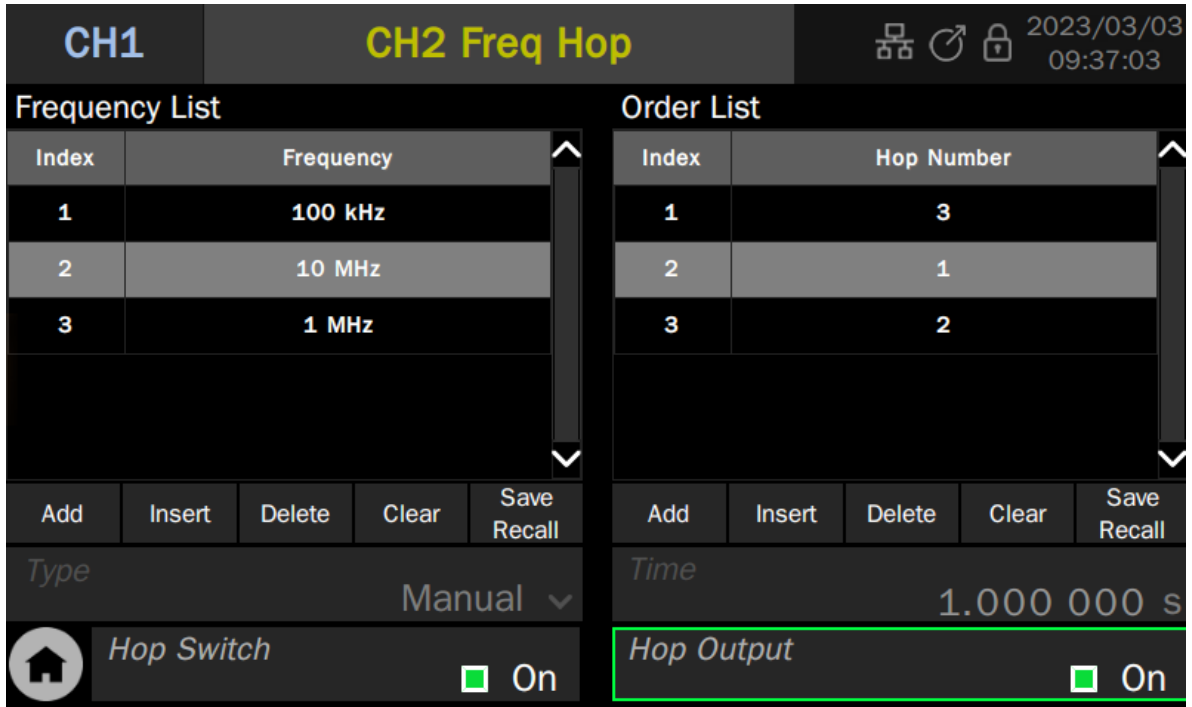 CH1 CH2 Freq Hop 2023/03/03
09:37:03
Frequency List
Index Frequency
1 100 kHz
2 10 MHz
3 1 MHz
Add Insert Delete Clear Save Recall
Type
Manual
Hop Switch
On
Order List
Index Hop Number
1 3
2 1
3 2
Add Insert Delete Clear Save Recall
Time
1.000 000 s
Hop Output
On